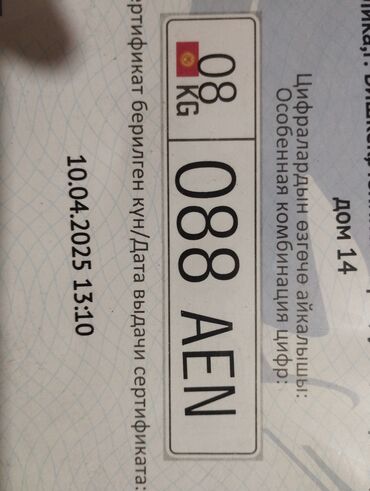 дом 14
Цифралардын өзгөчө айкалышы:
Особенная комбинация цифр:
08
KG
088 AEN
ертификат берилген күн/Дата выдачи сертификата:
10.04.2025 13:10